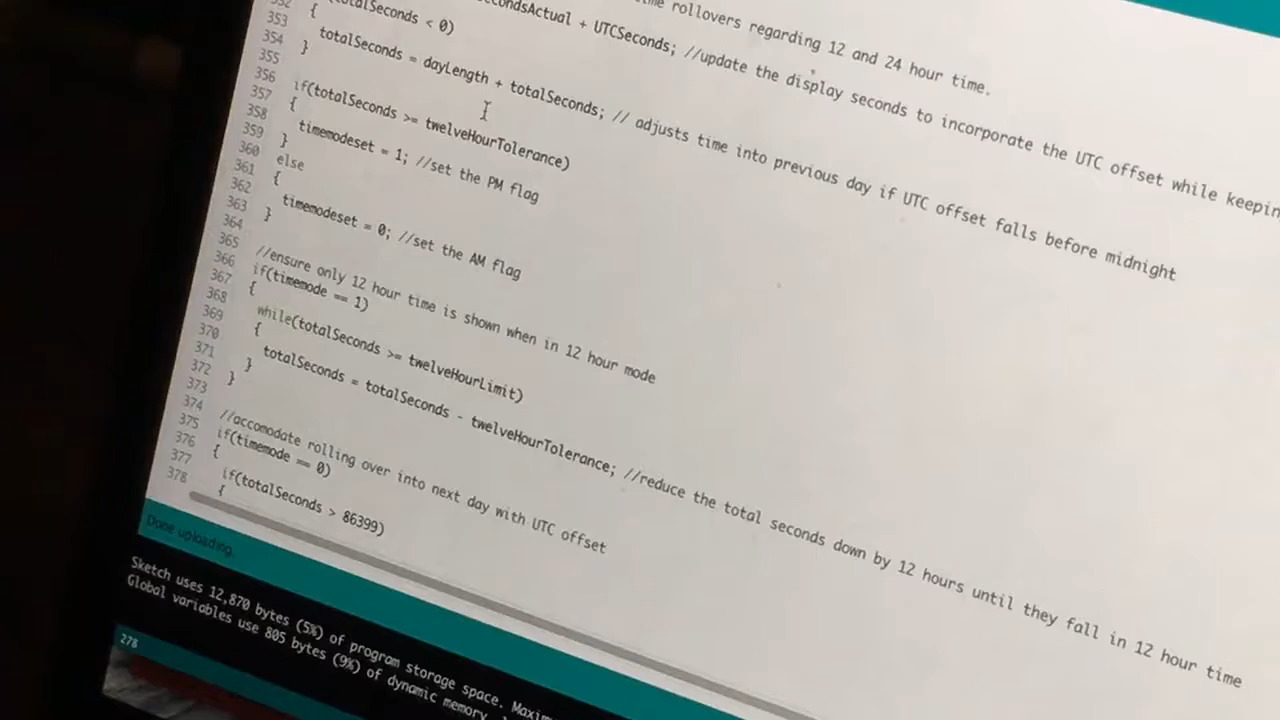 time rollovers regarding 12 and 24 hour time.
+ UTCSeconds; //update the display seconds to incorporate the UTC offset while keepin
352 < 0)
353 {
354 totalSeconds = dayLength + totalSeconds; // adjusts time into previous day if UTC offset falls before midnight
355 }
356
357 if(totalSeconds >= twelveHourTolerance)
358 {
359 timemodeset = 1; //set the PM flag
360 }
361 else
362 {
363 timemodeset = 0; //set the AM flag
364 }
365
366 //ensure only 12 hour time is shown when in 12 hour mode
367 if(timemode == 1)
368 {
369 while(totalSeconds >= twelveHourLimit)
370 {
371 totalSeconds = totalSeconds - twelveHourTolerance; //reduce the total seconds down by 12 hours until they fall in 12 hour time
372 }
373 }
374
375 //accomodate rolling over into next day with UTC offset
376 if(timemode == 0)
377 {
378 if(totalSeconds > 86399)
{
Done uploading.
Sketch uses 12,870 bytes (5%) of program storage space. Maxim
Global variables use 805 bytes (9%) of dynamic memory,
278